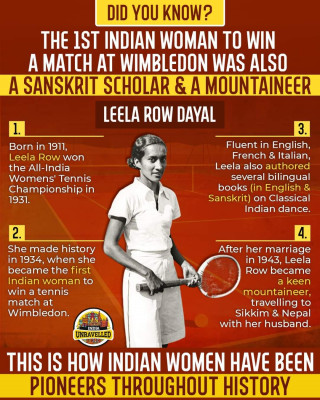 DID YOU KNOW?
THE 1ST INDIAN WOMAN TO WIN
A MATCH AT WIMBLEDON WAS ALSO
A SANSKRIT SCHOLAR & A MOUNTAINEER
LEELA ROW DAYAL
1.
Born in 1911,
Leela Row won
the All-India
Womens' Tennis
Championship in
1931.
2.
She made history
in 1934, when she
became the first
Indian woman to
win a tennis
match at
Wimbledon.
3.
Fluent in English,
French & Italian,
Leela also authored
several bilingual
books (in English &
Sanskrit) on Classical
Indian dance.
4.
After her marriage
in 1943, Leela
Row became
a keen
mountaineer,
travelling to
Sikkim & Nepal
with her husband.
UNRAVELLED
THIS IS HOW INDIAN WOMEN HAVE BEEN
PIONEERS THROUGHOUT HISTORY